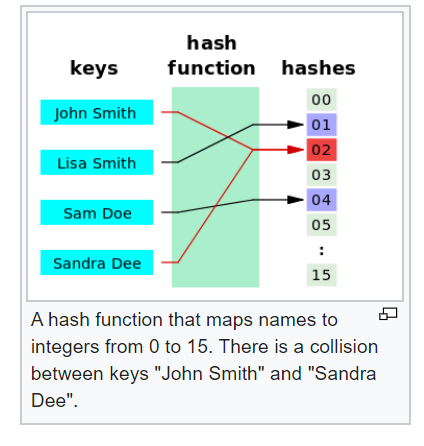 hash
keys function hashes
John Smith
Lisa Smith
Sam Doe
Sandra Dee
00
01
02
03
04
05
:
15
A hash function that maps names to
integers from 0 to 15. There is a collision
between keys "John Smith" and "Sandra
Dee".